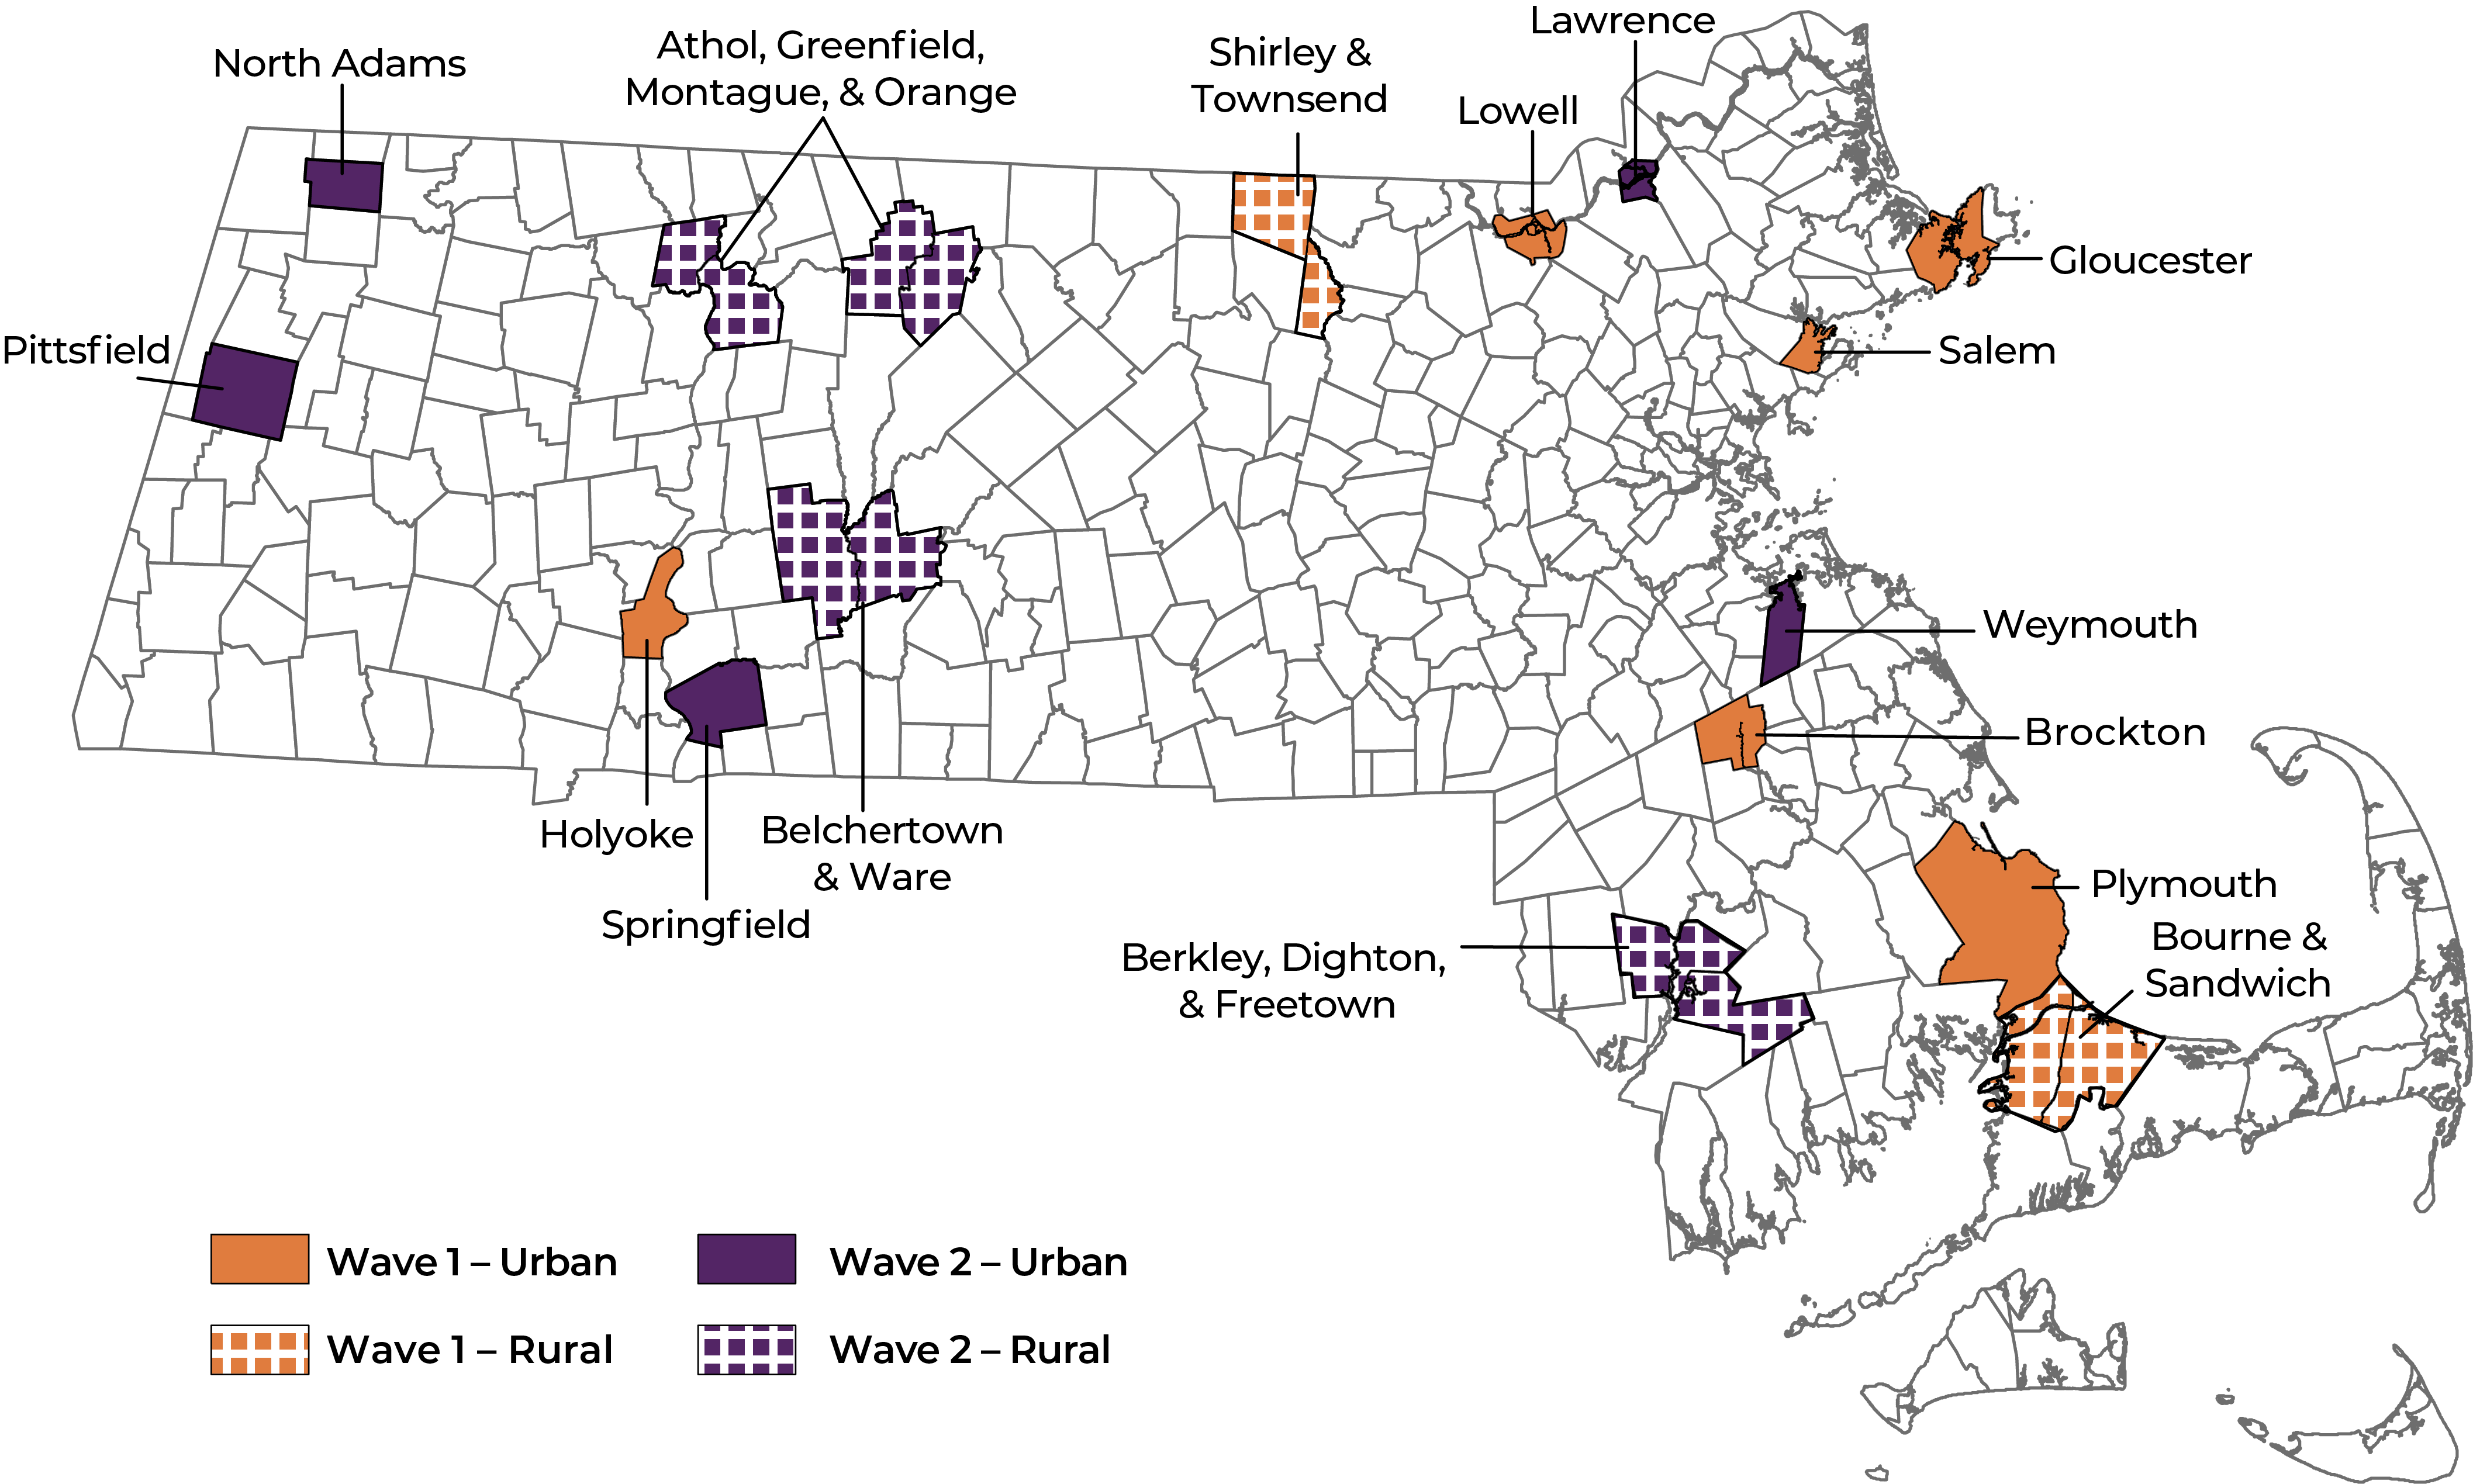 Lawrence
Athol, Greenfield,
Montague, & Orange
Shirley &
Townsend
North Adams
Lowell
Gloucester
Pittsfield
Salem
Weymouth
Brockton
Holyoke
Belchertown
& Ware
Springfield
Plymouth
Bourne &
Sandwich
Berkley, Dighton,
& Freetown
Wave 1 – Urban
Wave 2 – Urban
Wave 1 – Rural
Wave 2 – Rural